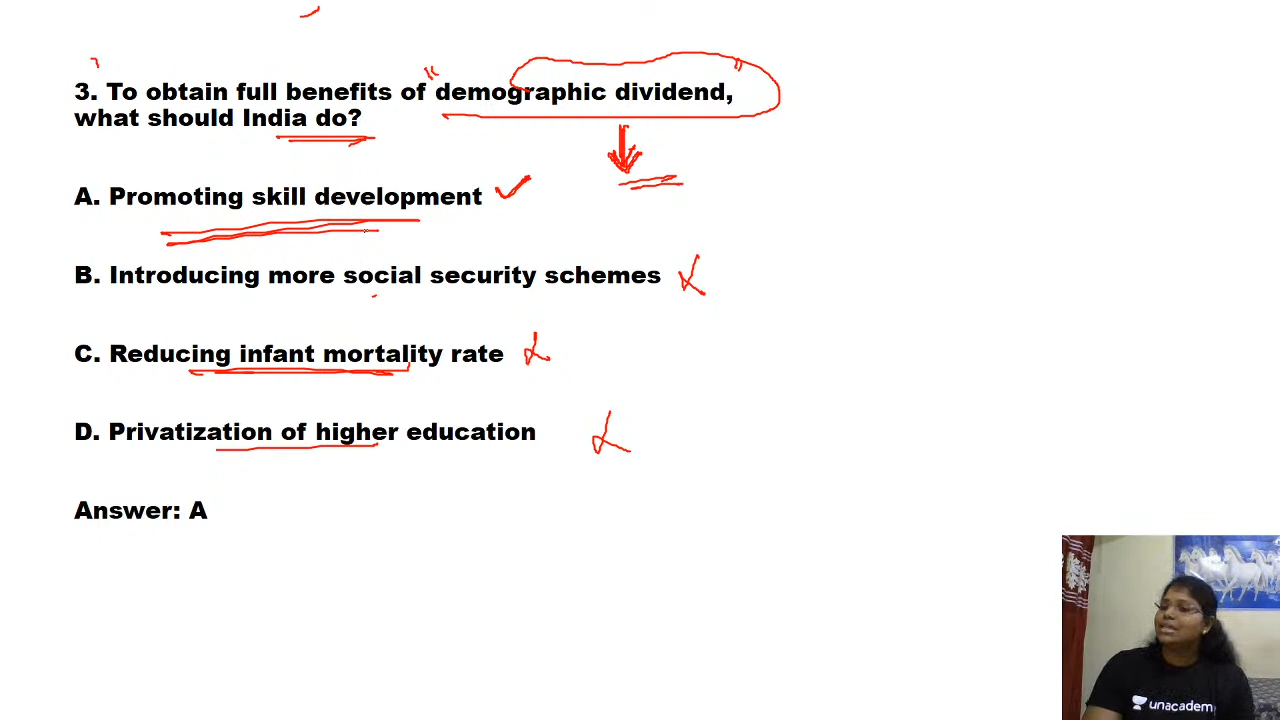 3. To obtain full benefits of "demographic dividend,"
what should India do?
A. Promoting skill development
B. Introducing more social security schemes
C. Reducing infant mortality rate
D. Privatization of higher education
Answer: A
unacademy